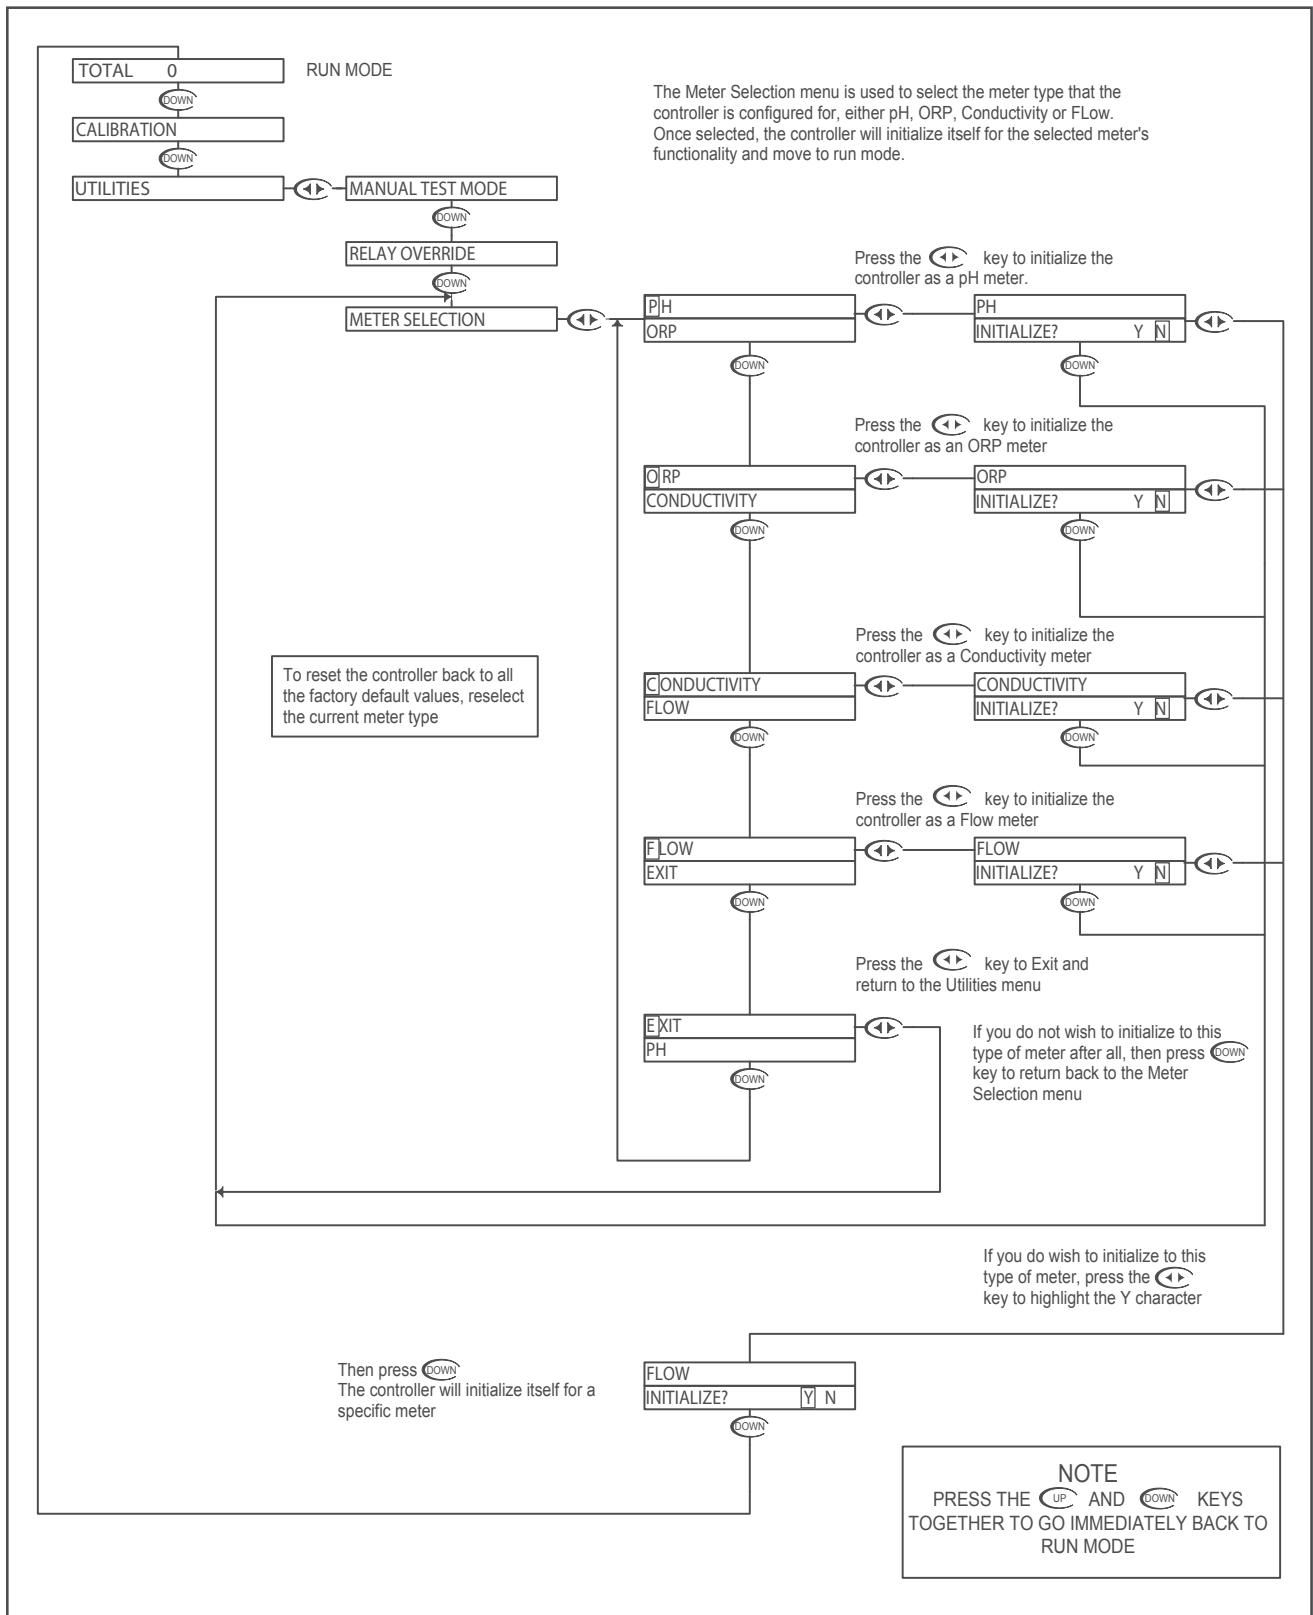 TOTAL 0
RUN MODE
DOWN
CALIBRATION
DOWN
UTILITIES
MANUAL TEST MODE
DOWN
RELAY OVERRIDE
DOWN
METER SELECTION
The Meter Selection menu is used to select the meter type that the
controller is configured for, either pH, ORP, Conductivity or FLow.
Once selected, the controller will initialize itself for the selected meter's
functionality and move to run mode.
Press the key to initialize the
controller as a pH meter.
PH
ORP
DOWN
PH
INITIALIZE? Y N
DOWN
Press the key to initialize the
controller as an ORP meter
ORP
CONDUCTIVITY
DOWN
ORP
INITIALIZE? Y N
DOWN
To reset the controller back to all
the factory default values, reselect
the current meter type
Press the key to initialize the
controller as a Conductivity meter
CONDUCTIVITY
FLOW
DOWN
CONDUCTIVITY
INITIALIZE? Y N
DOWN
Press the key to initialize the
controller as a Flow meter
FLOW
EXIT
DOWN
FLOW
INITIALIZE? Y N
DOWN
Press the key to Exit and
return to the Utilities menu
EXIT
PH
DOWN
If you do not wish to initialize to this
type of meter after all, then press DOWN
key to return back to the Meter
Selection menu
If you do wish to initialize to this
type of meter, press the
key to highlight the Y character
Then press DOWN
The controller will initialize itself for a
specific meter
FLOW
INITIALIZE? Y N
DOWN
NOTE
PRESS THE UP AND DOWN KEYS
TOGETHER TO GO IMMEDIATELY BACK TO
RUN MODE